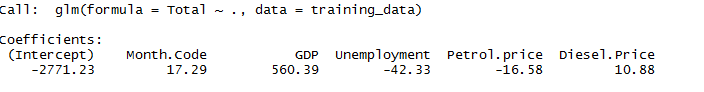 Call:  glm(formula = Total ~ ., data = training_data)
Coefficients:
(Intercept)    Month.Code           GDP  Unemployment  Petrol.price  Diesel.Price
-2771.23         17.29        560.39        -42.33        -16.58         10.88